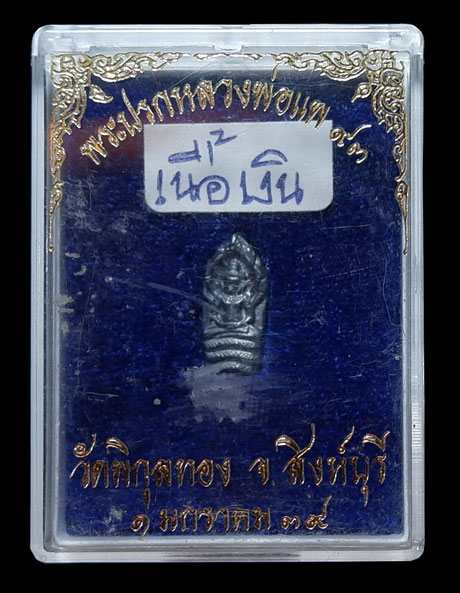 พระปรกหลวงพ่อแพ ๙๓
เนื้อเงิน
วัดพิกุลทอง จ. สิงห์บุรี
๑ มกราคม ๓๙